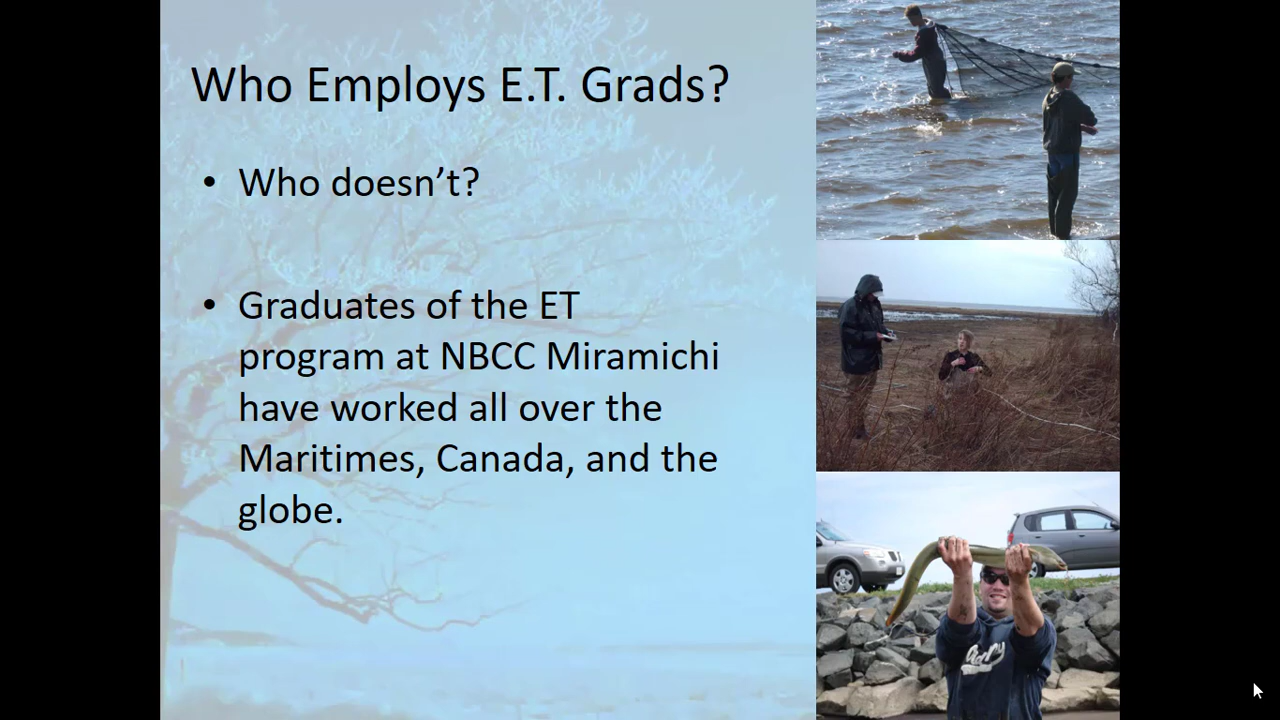 Who Employs E.T. Grads?
• Who doesn’t?
• Graduates of the ET
program at NBCC Miramichi
have worked all over the
Maritimes, Canada, and the
globe.